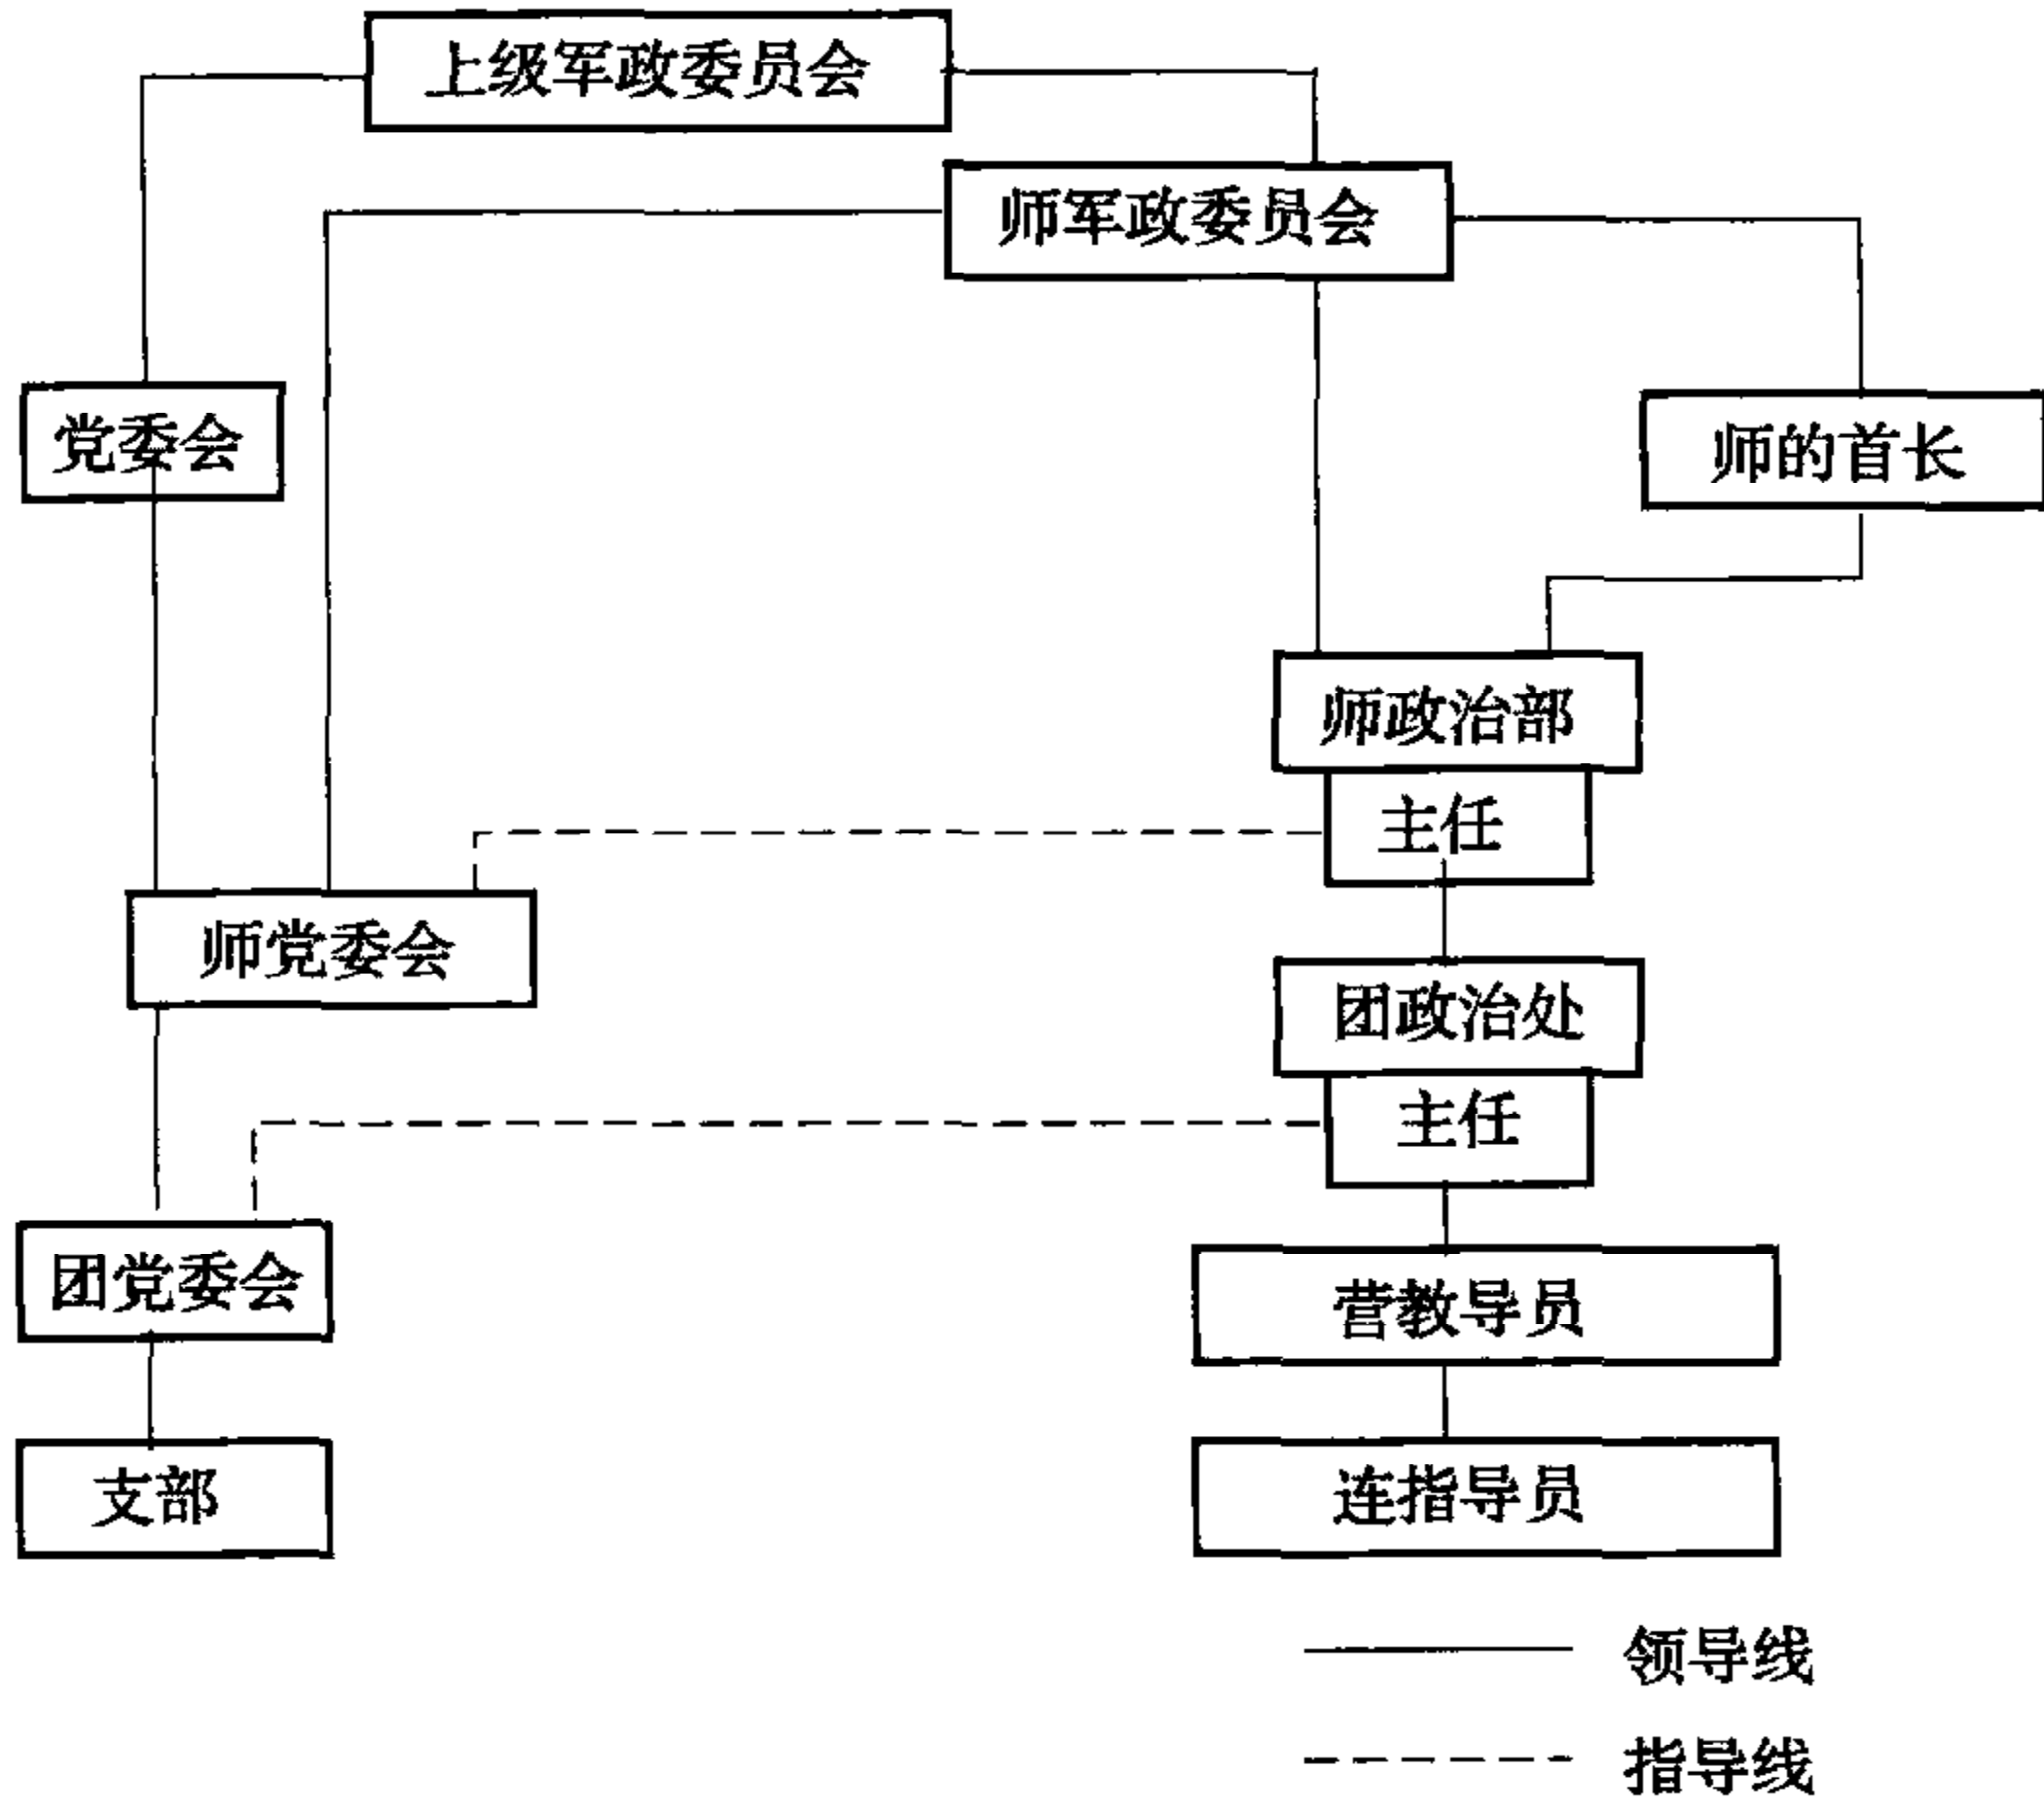 上级军政委员会
师军政委员会
党委会
师的首长
师政治部
主任
师党委会
团政治处
主任
团党委会
营教导员
支部
连指导员
领导线
指导线